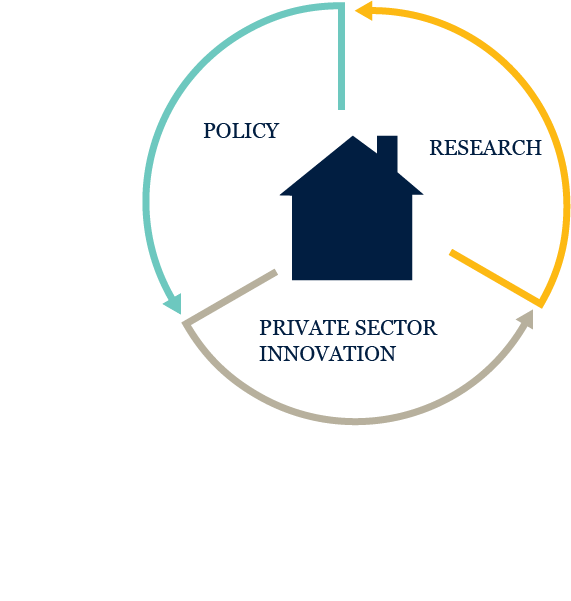 POLICY
RESEARCH
PRIVATE SECTOR
INNOVATION